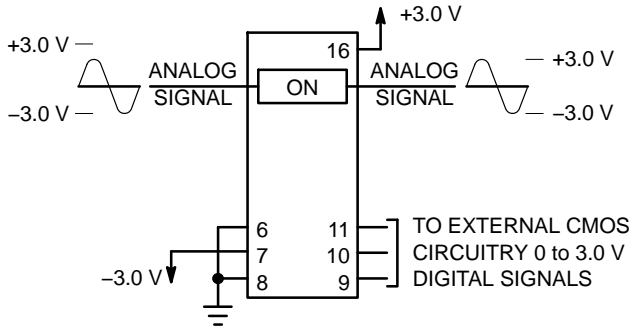 +3.0 V
16
+3.0 V
−3.0 V
ANALOG
SIGNAL
ON
ANALOG
SIGNAL
+3.0 V
−3.0 V
6
7
8
−3.0 V
11
10
9
TO EXTERNAL CMOS
CIRCUITRY 0 to 3.0 V
DIGITAL SIGNALS